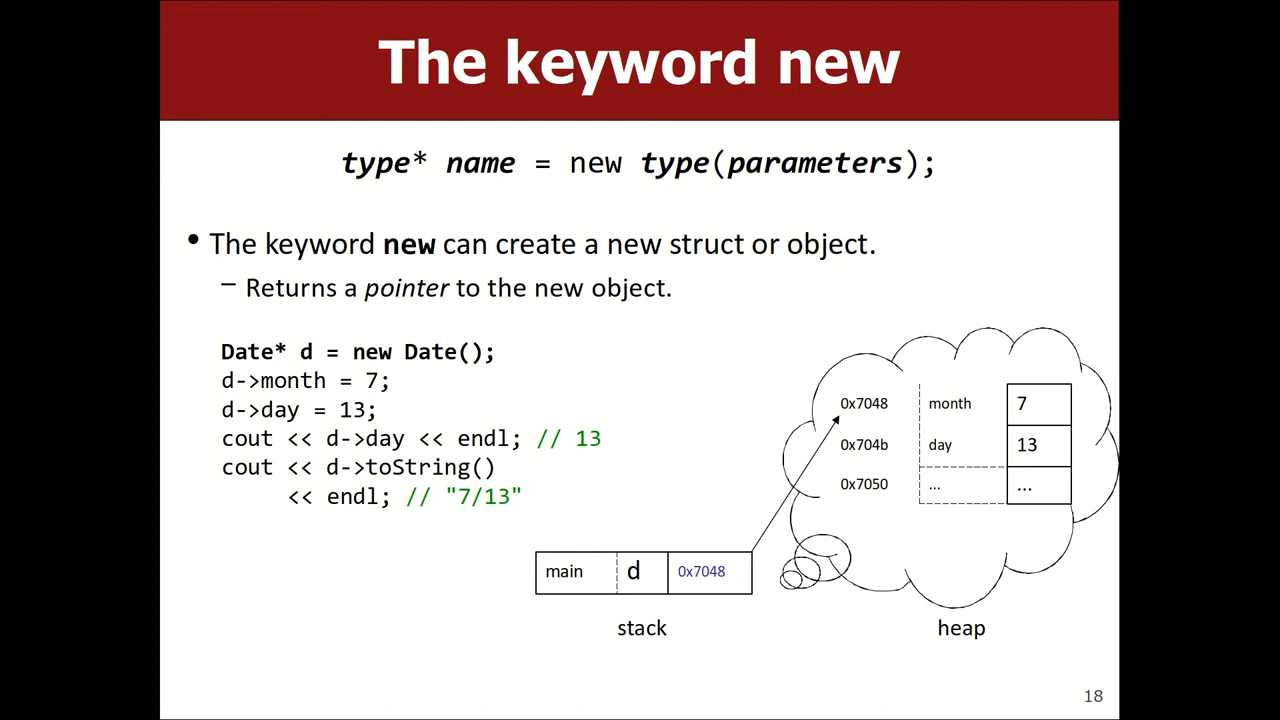 The keyword new
type* name = new type(parameters);
• The keyword new can create a new struct or object.
– Returns a pointer to the new object.
Date* d = new Date();
d->month = 7;
d->day = 13;
cout << d->day << endl; // 13
cout << d->toString()
<< endl; // "7/13"
0x7048 month 7
0x704b day 13
0x7050 ... ...
main d 0x7048
stack
heap
18